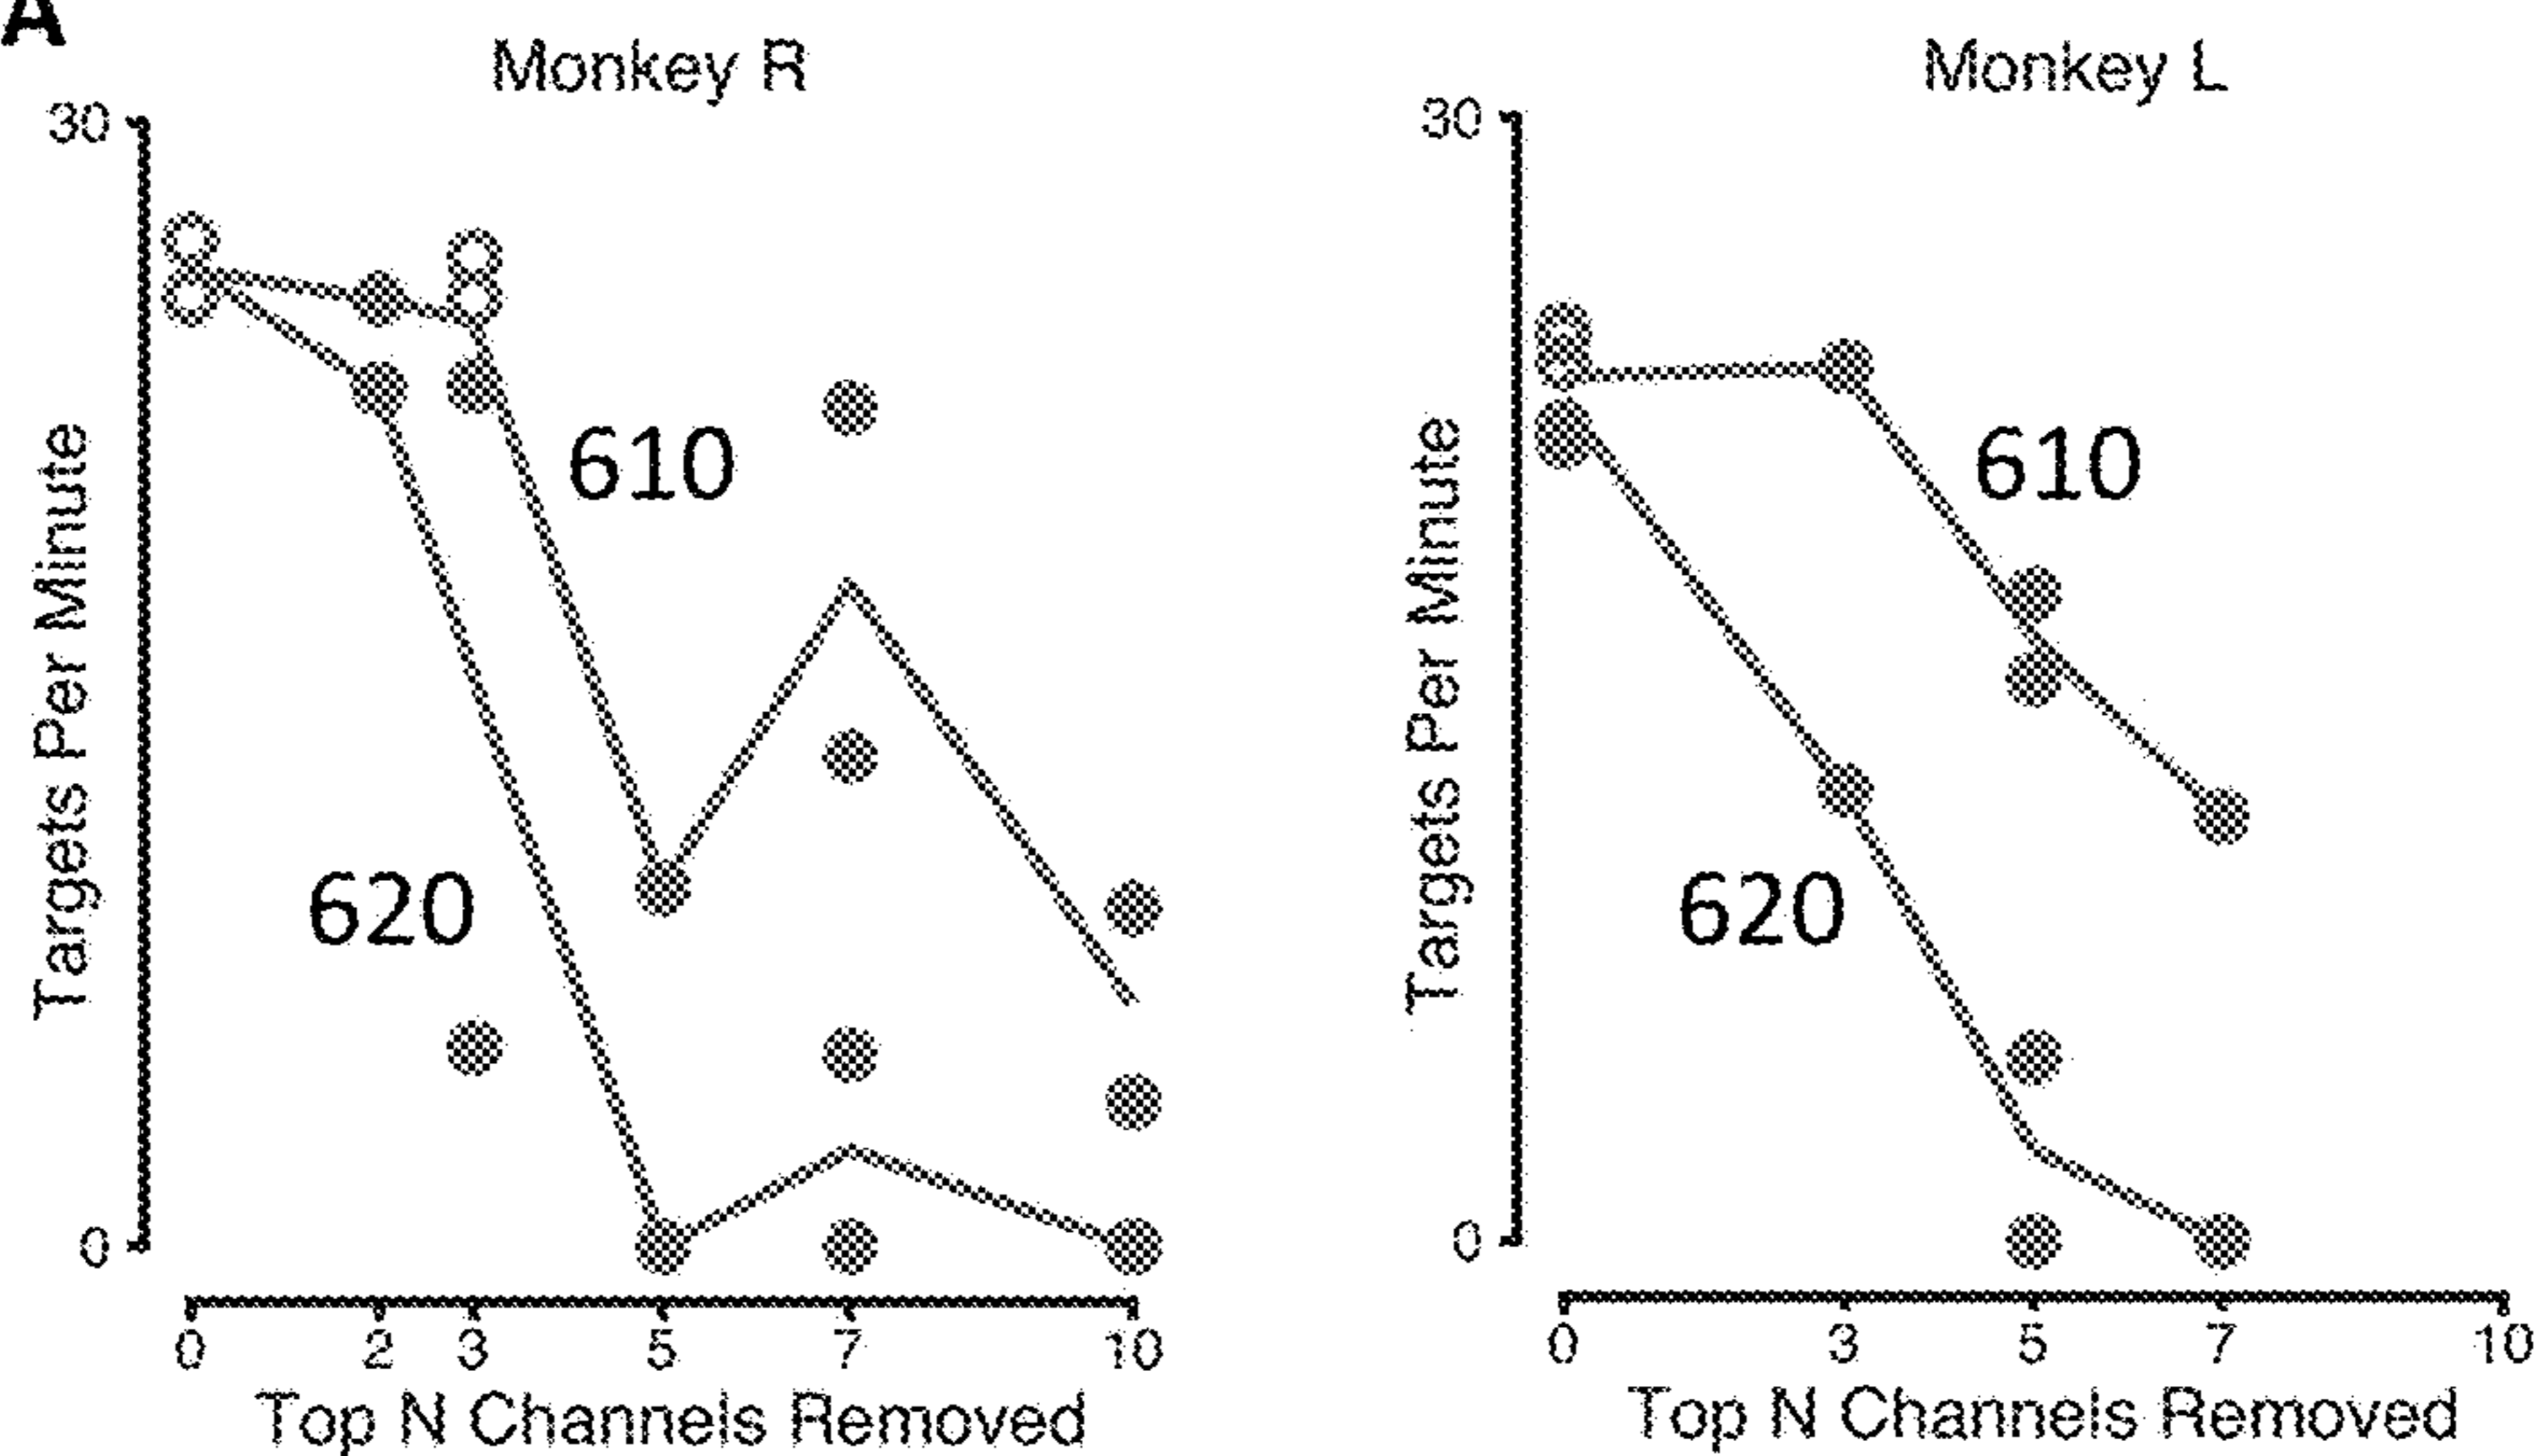 A
Monkey R
30
Targets Per Minute
610
620
0
0 2 3 5 7 10
Top N Channels Removed
Monkey L
30
Targets Per Minute
610
620
0
0 3 5 7 10
Top N Channels Removed